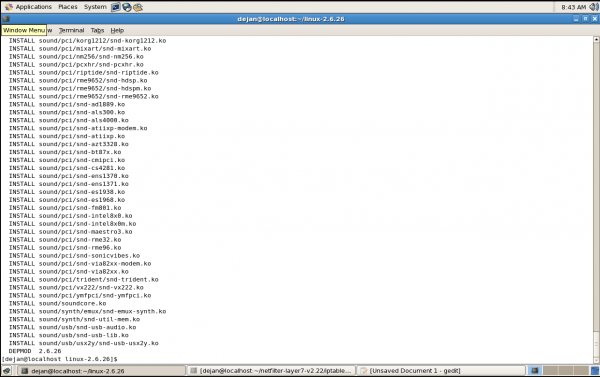 Applications Places System
8:43 AM
dejan@localhost:~/linux-2.6.26
Window Menu w Terminal Tabs Help
INSTALL sound/pci/korg1212/snd-korg1212.ko
INSTALL sound/pci/mixart/snd-mixart.ko
INSTALL sound/pci/nm256/snd-nm256.ko
INSTALL sound/pci/pcxhr/snd-pcxhr.ko
INSTALL sound/pci/riptide/snd-riptide.ko
INSTALL sound/pci/rme9652/snd-hdsp.ko
INSTALL sound/pci/rme9652/snd-hdspm.ko
INSTALL sound/pci/rme9652/snd-rme9652.ko
INSTALL sound/pci/snd-ad1889.ko
INSTALL sound/pci/snd-als300.ko
INSTALL sound/pci/snd-als4000.ko
INSTALL sound/pci/snd-atiixp-modem.ko
INSTALL sound/pci/snd-atiixp.ko
INSTALL sound/pci/snd-azt3328.ko
INSTALL sound/pci/snd-bt87x.ko
INSTALL sound/pci/snd-cmipci.ko
INSTALL sound/pci/snd-cs4281.ko
INSTALL sound/pci/snd-ens1370.ko
INSTALL sound/pci/snd-ens1371.ko
INSTALL sound/pci/snd-es1938.ko
INSTALL sound/pci/snd-es1968.ko
INSTALL sound/pci/snd-fm801.ko
INSTALL sound/pci/snd-intel8x0.ko
INSTALL sound/pci/snd-intel8x0m.ko
INSTALL sound/pci/snd-maestro3.ko
INSTALL sound/pci/snd-rme32.ko
INSTALL sound/pci/snd-rme96.ko
INSTALL sound/pci/snd-sonicvibes.ko
INSTALL sound/pci/snd-via82xx-modem.ko
INSTALL sound/pci/snd-via82xx.ko
INSTALL sound/pci/trident/snd-trident.ko
INSTALL sound/pci/vx222/snd-vx222.ko
INSTALL sound/pci/ymfpci/snd-ymfpci.ko
INSTALL sound/soundcore.ko
INSTALL sound/synth/emux/snd-emux-synth.ko
INSTALL sound/synth/snd-util-mem.ko
INSTALL sound/usb/snd-usb-audio.ko
INSTALL sound/usb/snd-usb-lib.ko
INSTALL sound/usb/usx2y/snd-usb-usx2y.ko
DEPMOD 2.6.26
[dejan@localhost linux-2.6.26]$
dejan@localhost:~/linux-2.6.26
[dejan@localhost:~/netfilter-layer7-v2.22/iptable...
[Unsaved Document 1 - gedit]